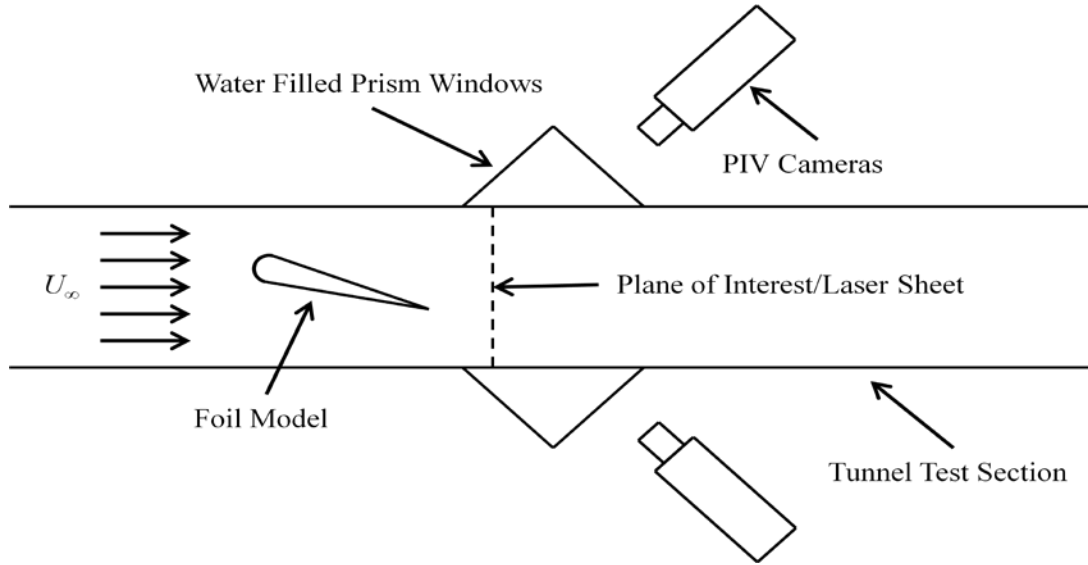 Water Filled Prism Windows
PIV Cameras
U∞
Plane of Interest/Laser Sheet
Foil Model
Tunnel Test Section